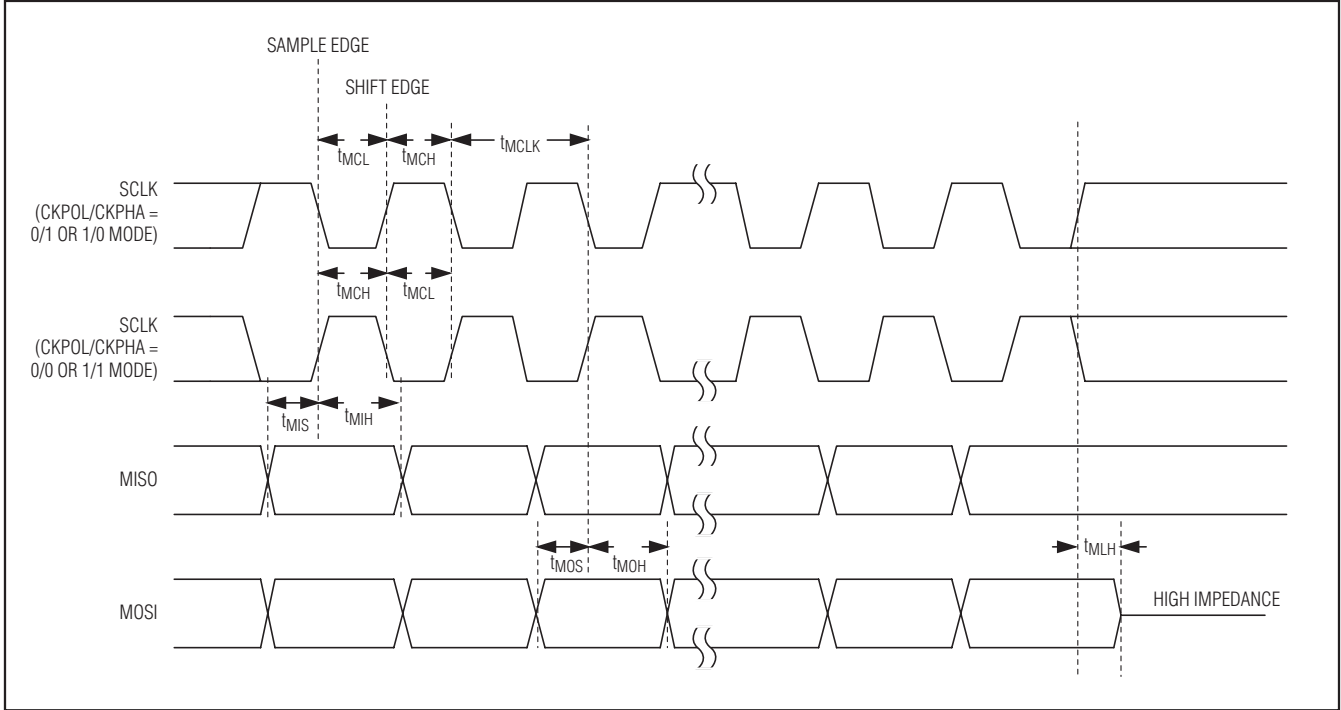 SAMPLE EDGE
SHIFT EDGE
tMCL
tMCH
tMCLK
SCLK
(CKPOL/CKPHA =
0/1 OR 1/0 MODE)
tMCH
tMCL
SCLK
(CKPOL/CKPHA =
0/0 OR 1/1 MODE)
tMIS
tMIH
MISO
tMOS
tMOH
tMLH
MOSI
HIGH IMPEDANCE